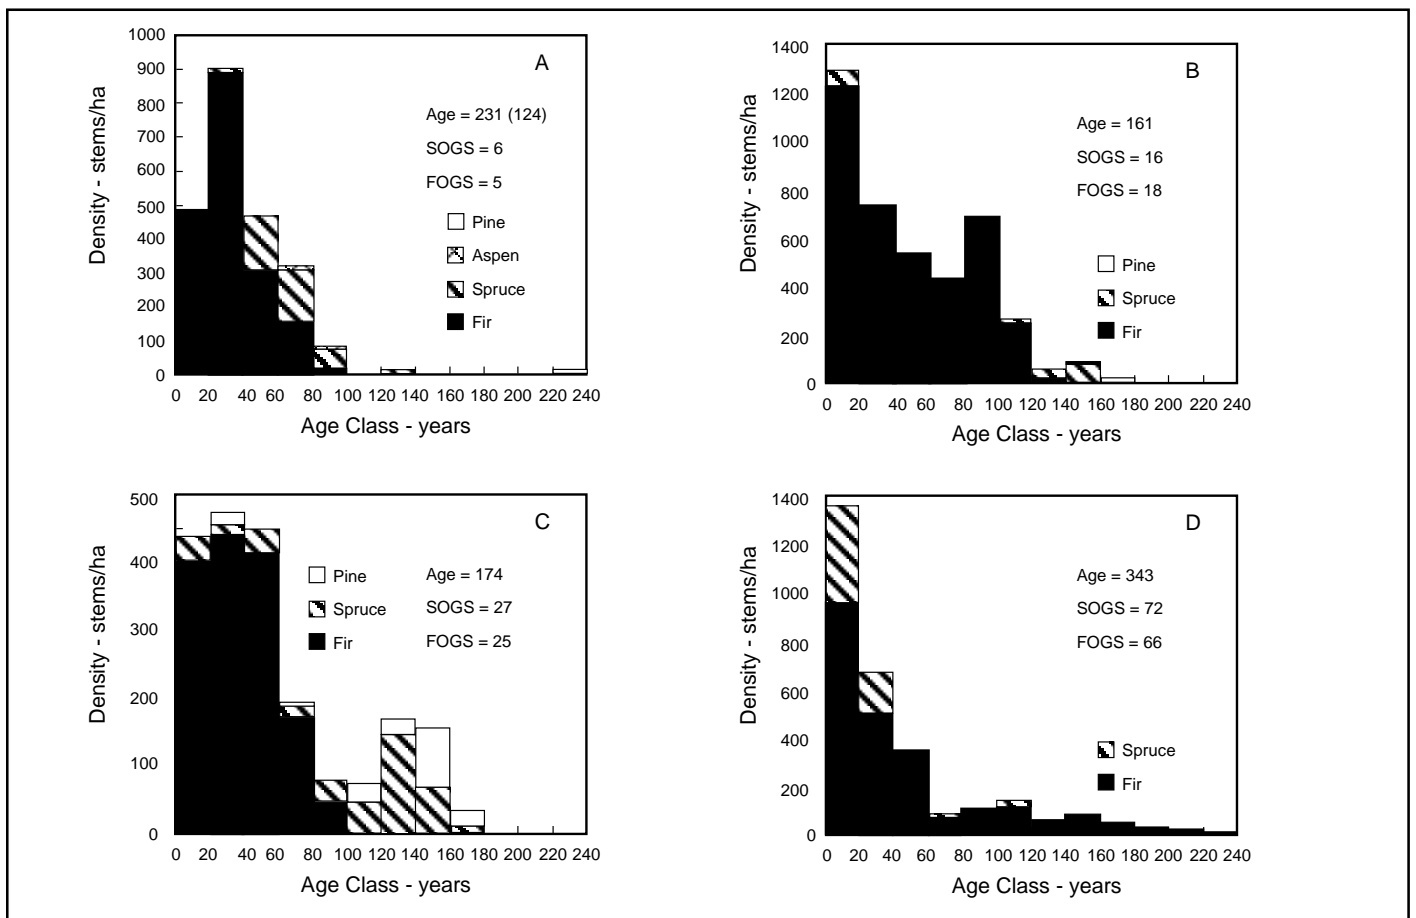 A
1000
900
800
700
600
500
400
300
200
100
0
Density - stems/ha
Age = 231 (124)
SOGS = 6
FOGS = 5
Pine
Aspen
Spruce
Fir
0 20 40 60 80 100 120 140 160 180 200 220 240
Age Class - years
B
1400
1200
1000
800
600
400
200
0
Density - stems/ha
Age = 161
SOGS = 16
FOGS = 18
Pine
Spruce
Fir
0 20 40 60 80 100 120 140 160 180 200 220 240
Age Class - years
C
500
400
300
200
100
0
Density - stems/ha
Pine
Spruce
Fir
Age = 174
SOGS = 27
FOGS = 25
0 20 40 60 80 100 120 140 160 180 200 220 240
Age Class - years
D
1400
1200
1000
800
600
400
200
0
Density - stems/ha
Age = 343
SOGS = 72
FOGS = 66
Spruce
Fir
0 20 40 60 80 100 120 140 160 180 200 220 240
Age Class - years